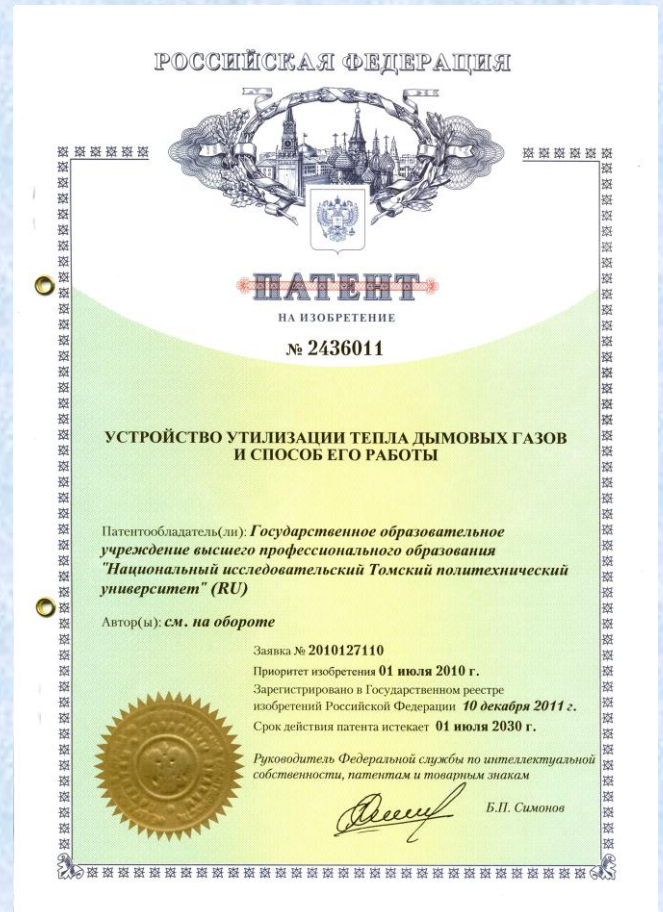 РОССИЙСКАЯ ФЕДЕРАЦИЯ
ПАТЕНТ
НА ИЗОБРЕТЕНИЕ
№ 2436011
УСТРОЙСТВО УТИЛИЗАЦИИ ТЕПЛА ДЫМОВЫХ ГАЗОВ
И СПОСОБ ЕГО РАБОТЫ
Патентообладатель(ли): Государственное образовательное
учреждение высшего профессионального образования
"Национальный исследовательский Томский политехнический
университет" (RU)
Автор(ы): см. на обороте
Заявка № 2010127110
Приоритет изобретения 01 июля 2010 г.
Зарегистрировано в Государственном реестре
изобретений Российской Федерации 10 декабря 2011 г.
Срок действия патента истекает 01 июля 2030 г.
Руководитель Федеральной службы по интеллектуальной
собственности, патентам и товарным знакам
Б.П. Симонов